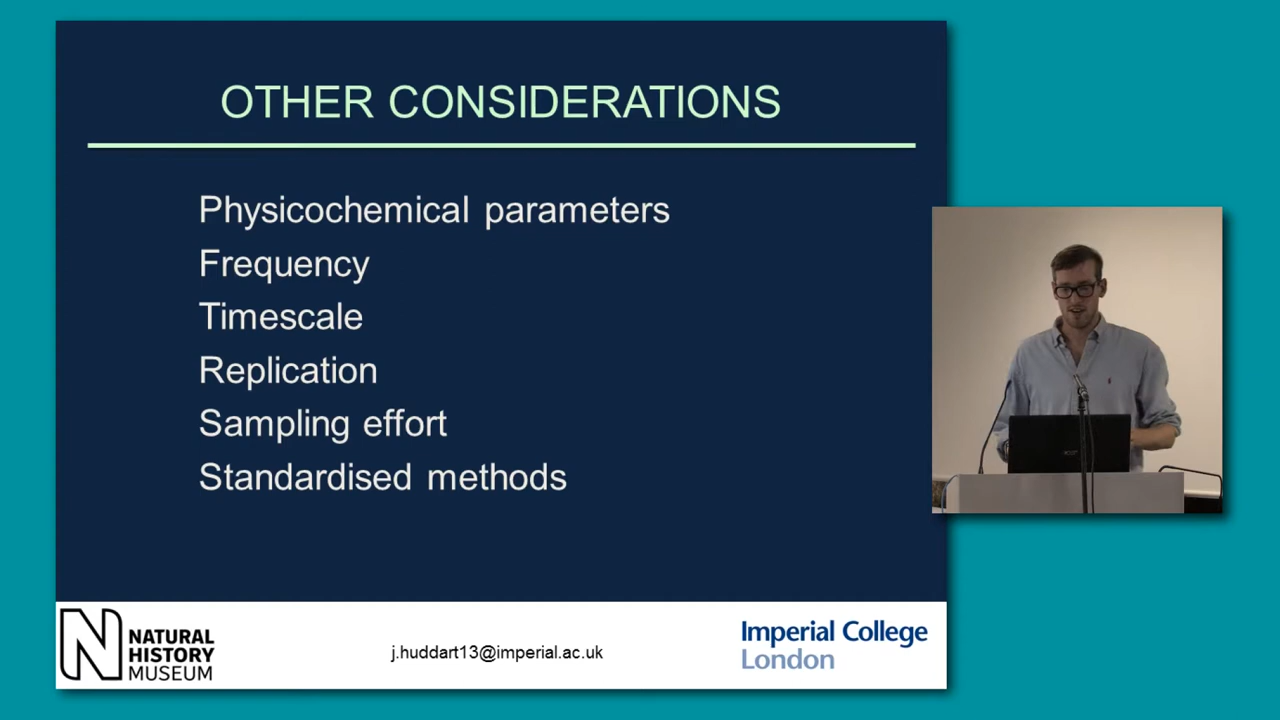 OTHER CONSIDERATIONS
Physicochemical parameters
Frequency
Timescale
Replication
Sampling effort
Standardised methods
N NATURAL
HISTORY
MUSEUM
j.huddart13@imperial.ac.uk
Imperial College
London